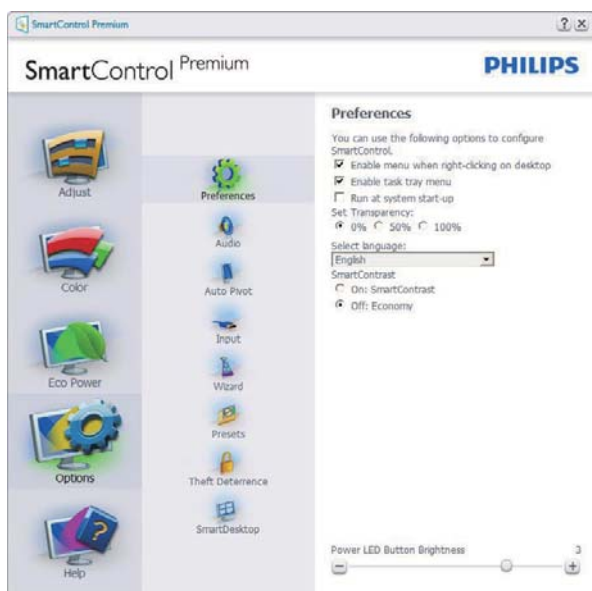 SmartControl Premium
SmartControl Premium
PHILIPS
Adjust
Color
Eco Power
Options
Help
Preferences
Audio
Auto Pivot
Input
Wizard
Presets
Theft Deterrence
SmartDesktop
Preferences
You can use the following options to configure
SmartControl.
Enable menu when right-clicking on desktop
Enable task tray menu
Run at system start-up
Set Transparency:
0% 50% 100%
Select language:
English
SmartContrast
On: SmartContrast
Off: Economy
Power LED Button Brightness 3